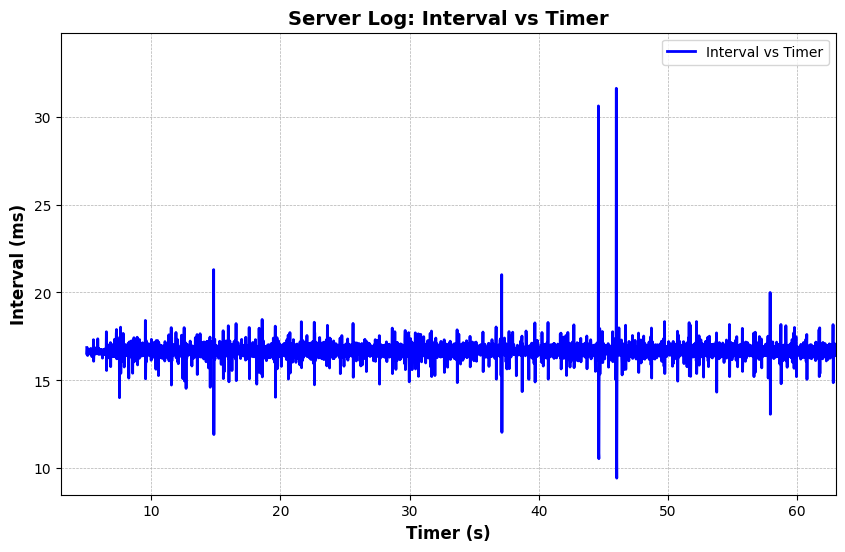 Server Log: Interval vs Timer
Interval vs Timer
Interval (ms)
30
25
20
15
10
10 20 30 40 50 60
Timer (s)